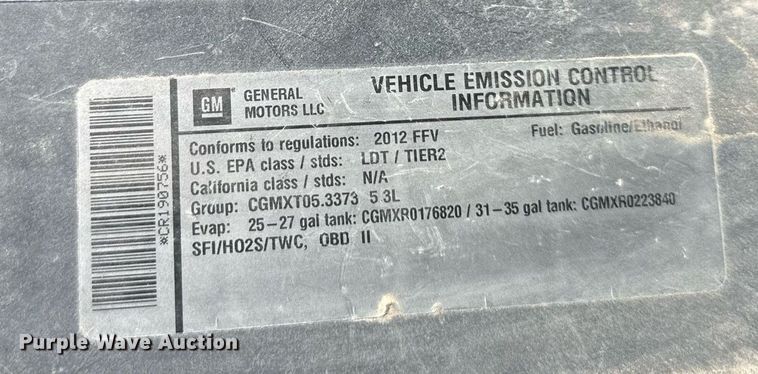 *CR190756*
GM
GENERAL MOTORS LLC
VEHICLE EMISSION CONTROL INFORMATION
Conforms to regulations: 2012 FFV
Fuel: Gasoline/Ethanol
U.S. EPA class / stds: LDT / TIER2
California class / stds: N/A
Group: CGMXT05.3373 5.3L
Evap: 25-27 gal tank: CGMXR0176820 / 31-35 gal tank: CGMXR0223840
SFI/HO2S/TWC, OBD II
Purple Wave Auction